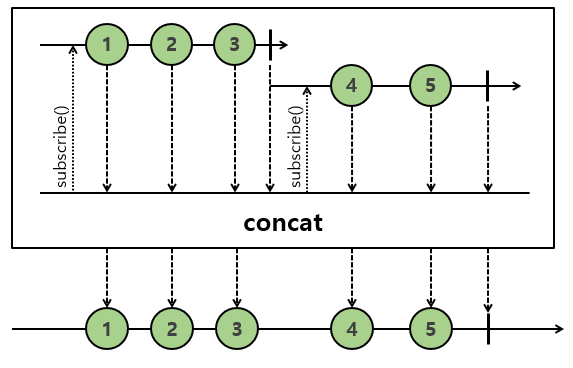 1 2 3
subscribe()
4 5
subscribe()
concat
1 2 3 4 5